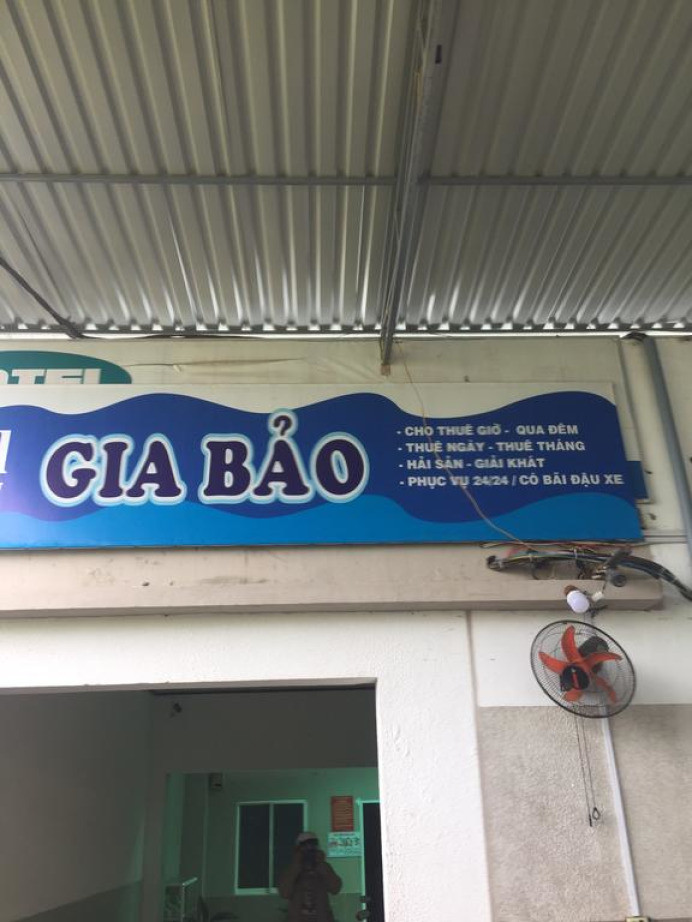 OTEL
GIA BẢO
- CHO THUÊ GIỜ - QUA ĐÊM
- THUÊ NGÀY - THUÊ THÁNG
- HẢI SẢN - GIẢI KHÁT
- PHỤC VỤ 24/24 / CÓ BÃI ĐẬU XE